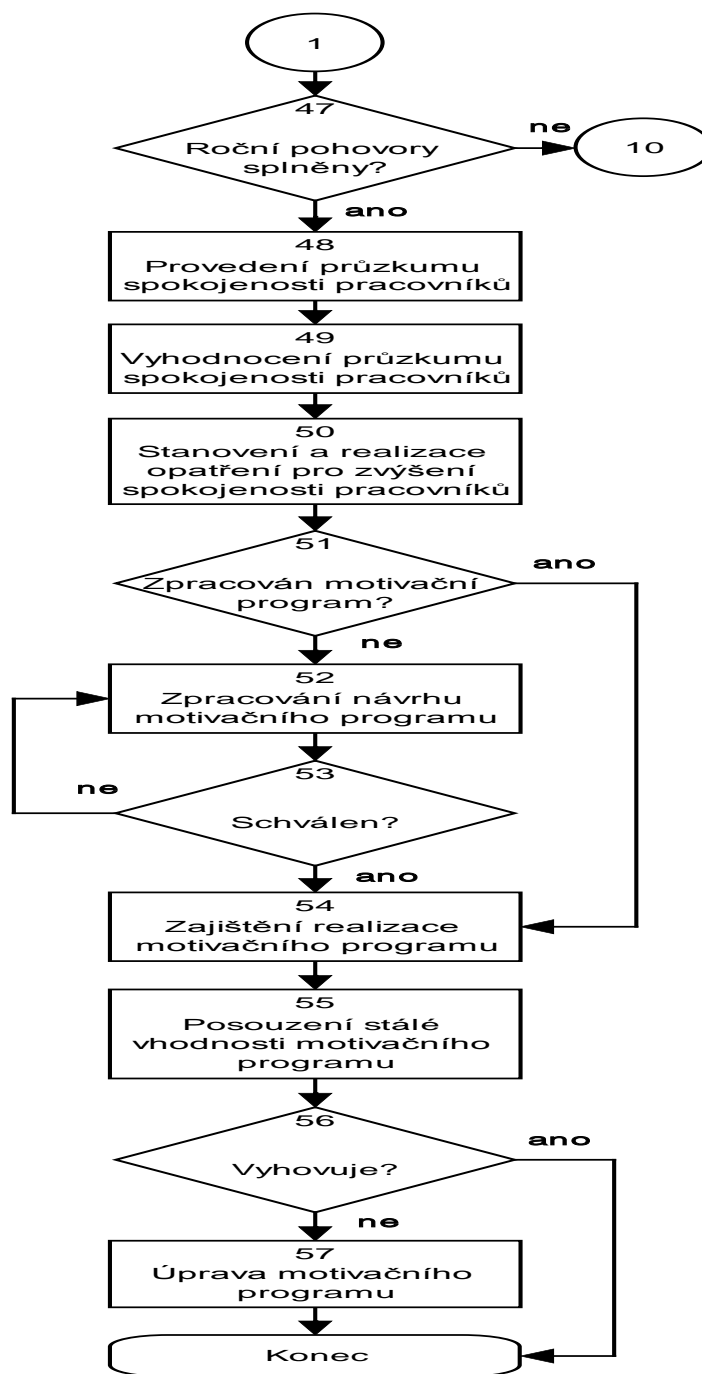 1
47
Roční pohovory
splněny?
ne
10
ano
48
Provedení průzkumu
spokojenosti pracovníků
49
Vyhodnocení průzkumu
spokojenosti pracovníků
50
Stanovení a realizace
opatření pro zvýšení
spokojenosti pracovníků
51
Zpracován motivační
program?
ano
ne
52
Zpracování návrhu
motivačního programu
53
Schválen?
ne
ano
54
Zajištění realizace
motivačního programu
55
Posouzení stálé
vhodnosti motivačního
programu
56
Vyhovuje?
ano
ne
57
Úprava motivačního
programu
Konec